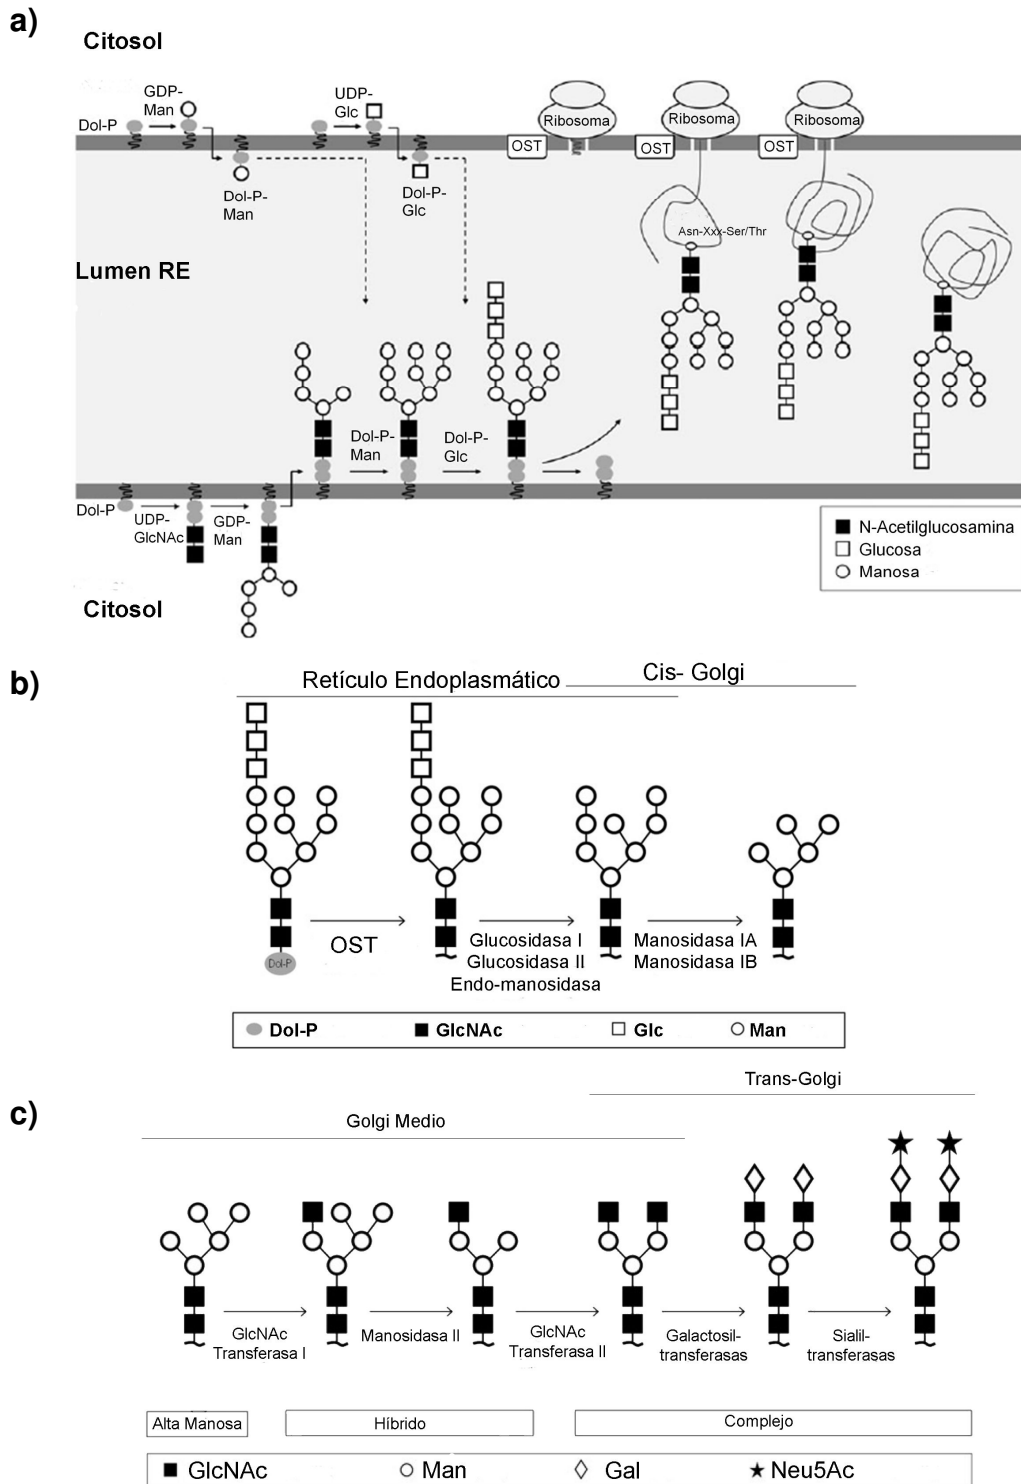 a)
Citosol
GDP-
Man
UDP-
Glc
Dol-P
Ribosoma
Ribosoma
Ribosoma
OST
OST
OST
Dol-P-
Man
Dol-P-
Glc
Asn-Xxx-Ser/Thr
Lumen RE
Dol-P-
Man
Dol-P-
Glc
Dol-P
UDP-
GlcNAc
GDP-
Man
N-Acetilglucosamina
Glucosa
Manosa
Citosol
b)
Retículo Endoplasmático
Cis- Golgi
OST
Glucosidasa I
Glucosidasa II
Endo-manosidasa
Manosidasa IA
Manosidasa IB
Dol-P
Dol-P GlcNAc Glc Man
c)
Trans-Golgi
Golgi Medio
GlcNAc
Transferasa I
Manosidasa II
GlcNAc
Transferasa II
Galactosil-
transferasas
Sialil-
transferasas
Alta Manosa
Híbrido
Complejo
GlcNAc Man Gal Neu5Ac